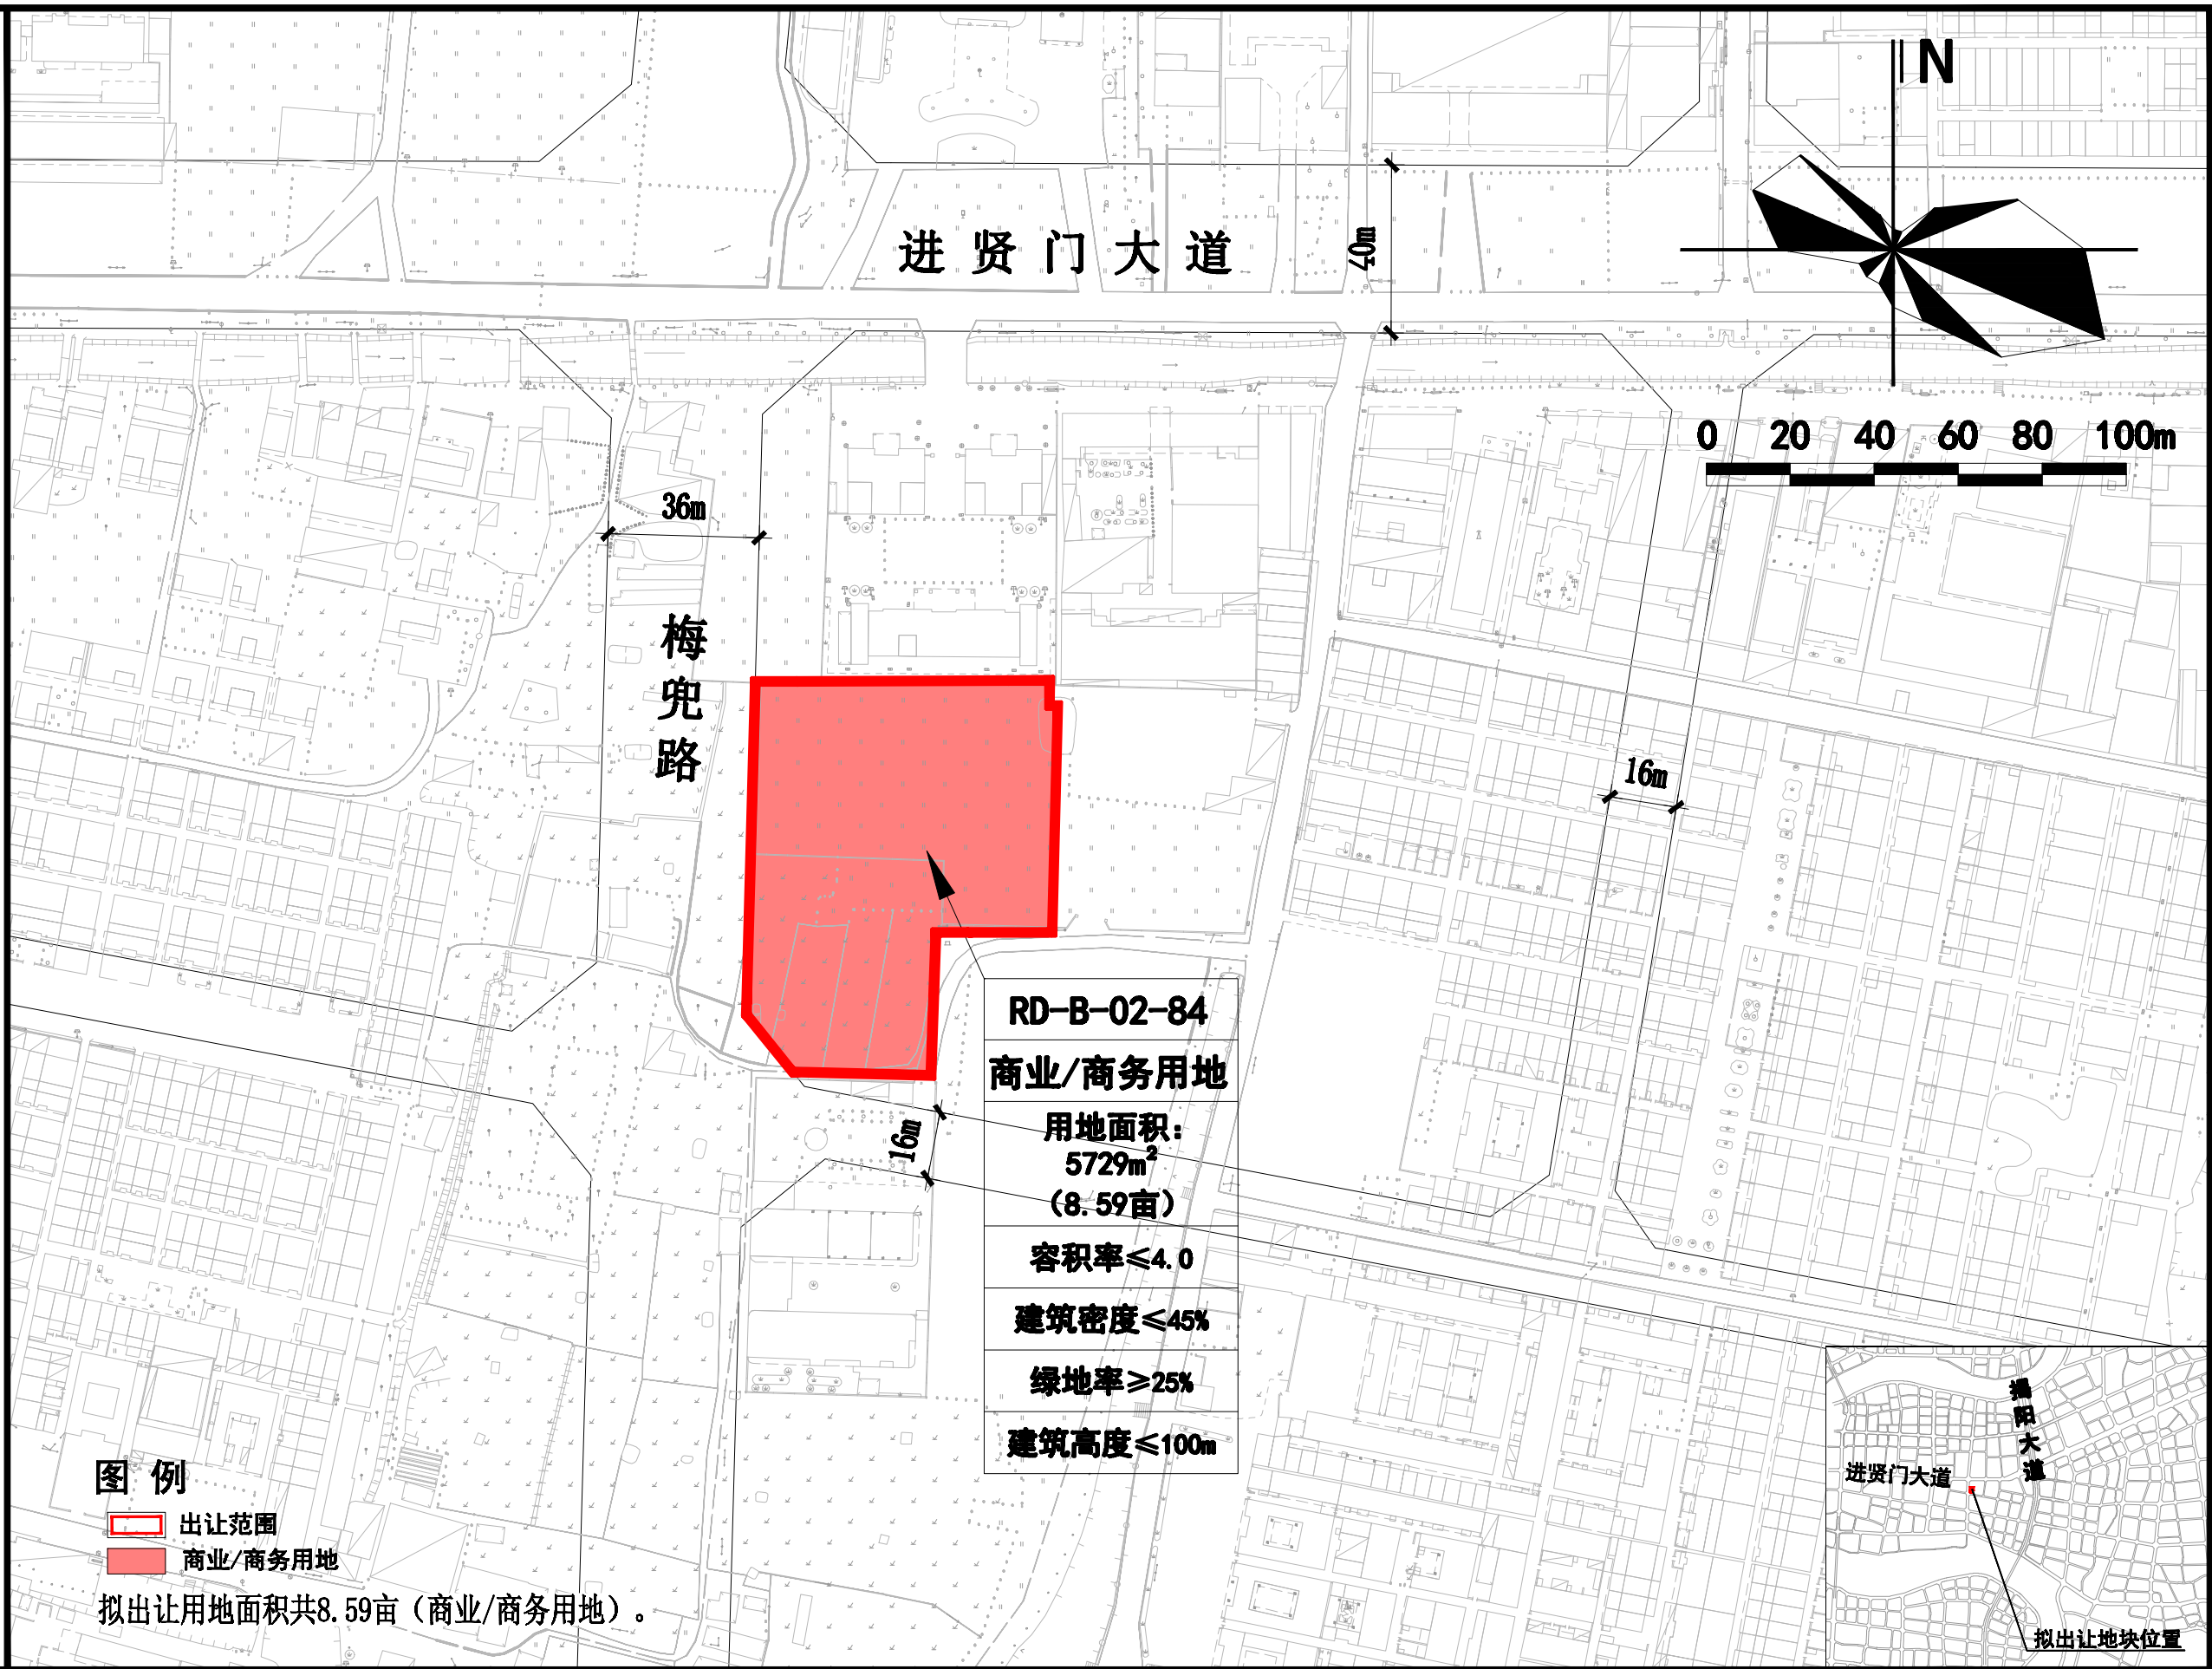 N
进贤门大道
40m
0 20 40 60 80 100m
36m
梅兜路
16m
RD-B-02-84
商业/商务用地
用地面积:
5729m²
(8.59亩)
容积率≤4.0
建筑密度≤45%
绿地率≥25%
建筑高度≤100m
16m
图例
出让范围
商业/商务用地
拟出让用地面积共8.59亩（商业/商务用地）。
揭阳大道
进贤门大道
拟出让地块位置